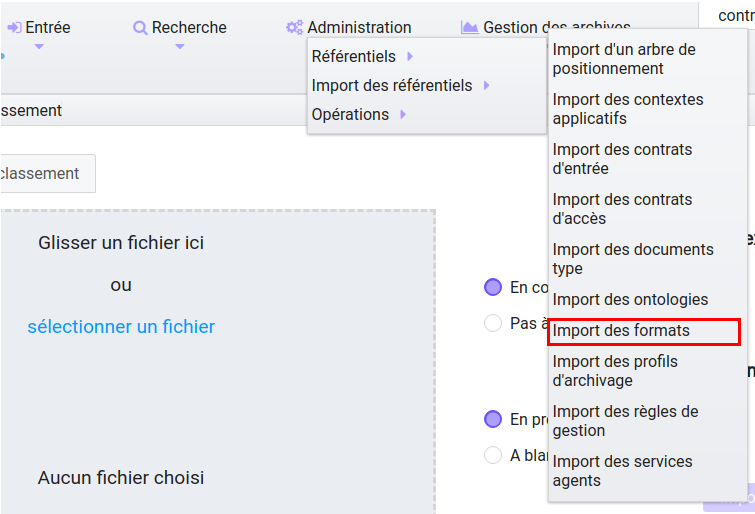 Entrée
Recherche
Administration
Gestion des archives
contr
Référentiels
Import des référentiels
Opérations
Import d'un arbre de
positionnement
Import des contextes
applicatifs
Import des contrats
d'entrée
Import des contrats
d'accès
Import des documents
type
Import des ontologies
Import des formats
Import des profils
d'archivage
Import des règles de
gestion
Import des services
agents
ssement
classement
Glisser un fichier ici
ou
sélectionner un fichier
Aucun fichier choisi
En co
Pas à
En pr
A bla